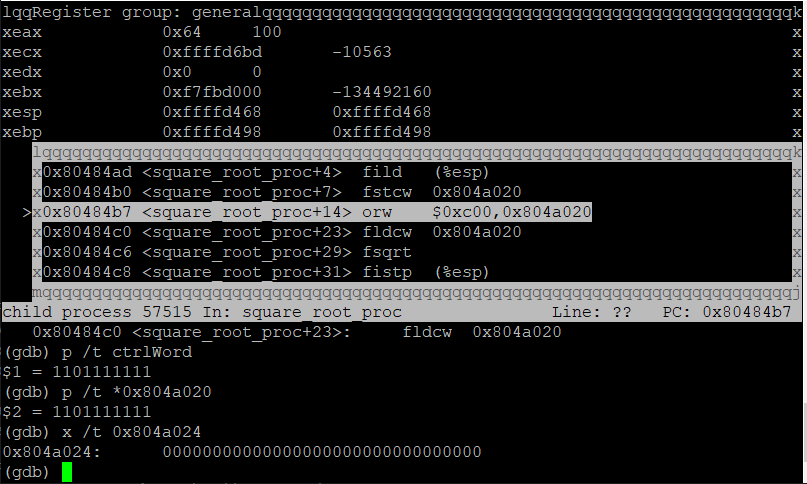 lqqRegister group: generalqqqqqqqqqqqqqqqqqqqqqqqqqqqqqqqqqqqqqqqqqqqqqqqqqqqqqk
xeax            0x64     100                                                   x
xecx            0xffffd6bd       -10563                                        x
xedx            0x0      0                                                     x
xebx            0xf7fbd000       -134492160                                    x
xesp            0xffffd468       0xffffd468                                    x
xebp            0xffffd498       0xffffd498                                    x
   lqqqqqqqqqqqqqqqqqqqqqqqqqqqqqqqqqqqqqqqqqqqqqqqqqqqqqqqqqqqqqqqqqqqqqqqqqqqk
   x0x80484ad <square_root_proc+4>  fild   (%esp)                              x
   x0x80484b0 <square_root_proc+7>  fstcw  0x804a020                           x
  >x0x80484b7 <square_root_proc+14> orw    $0xc00,0x804a020                    x
   x0x80484c0 <square_root_proc+23> fldcw  0x804a020                           x
   x0x80484c6 <square_root_proc+29> fsqrt                                      x
   x0x80484c8 <square_root_proc+31> fistp  (%esp)                              x
   mqqqqqqqqqqqqqqqqqqqqqqqqqqqqqqqqqqqqqqqqqqqqqqqqqqqqqqqqqqqqqqqqqqqqqqqqqqqj
child process 57515 In: square_root_proc               Line: ??   PC: 0x80484b7
   0x80484c0 <square_root_proc+23>:     fldcw  0x804a020
(gdb) p /t ctrlWord
$1 = 1101111111
(gdb) p /t *0x804a020
$2 = 1101111111
(gdb) x /t 0x804a024
0x804a024:      00000000000000000000000000000000
(gdb)